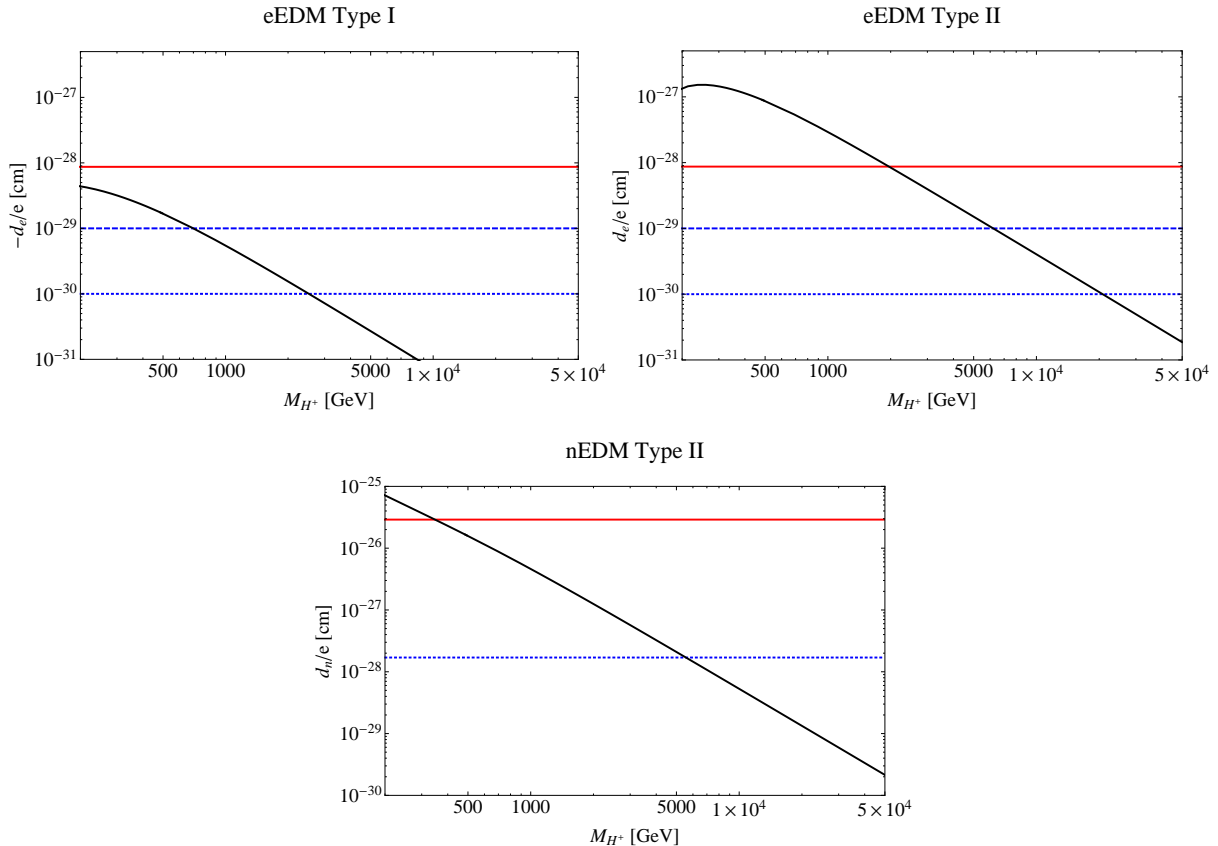 eEDM Type I
10^{-27}
10^{-28}
10^{-29}
10^{-30}
10^{-31}
−d_e/e [cm]
500 1000 5000 1×10^4 5×10^4
M_{H^+} [GeV]
eEDM Type II
10^{-27}
10^{-28}
10^{-29}
10^{-30}
10^{-31}
d_e/e [cm]
500 1000 5000 1×10^4 5×10^4
M_{H^+} [GeV]
nEDM Type II
10^{-25}
10^{-26}
10^{-27}
10^{-28}
10^{-29}
10^{-30}
d_n/e [cm]
500 1000 5000 1×10^4 5×10^4
M_{H^+} [GeV]